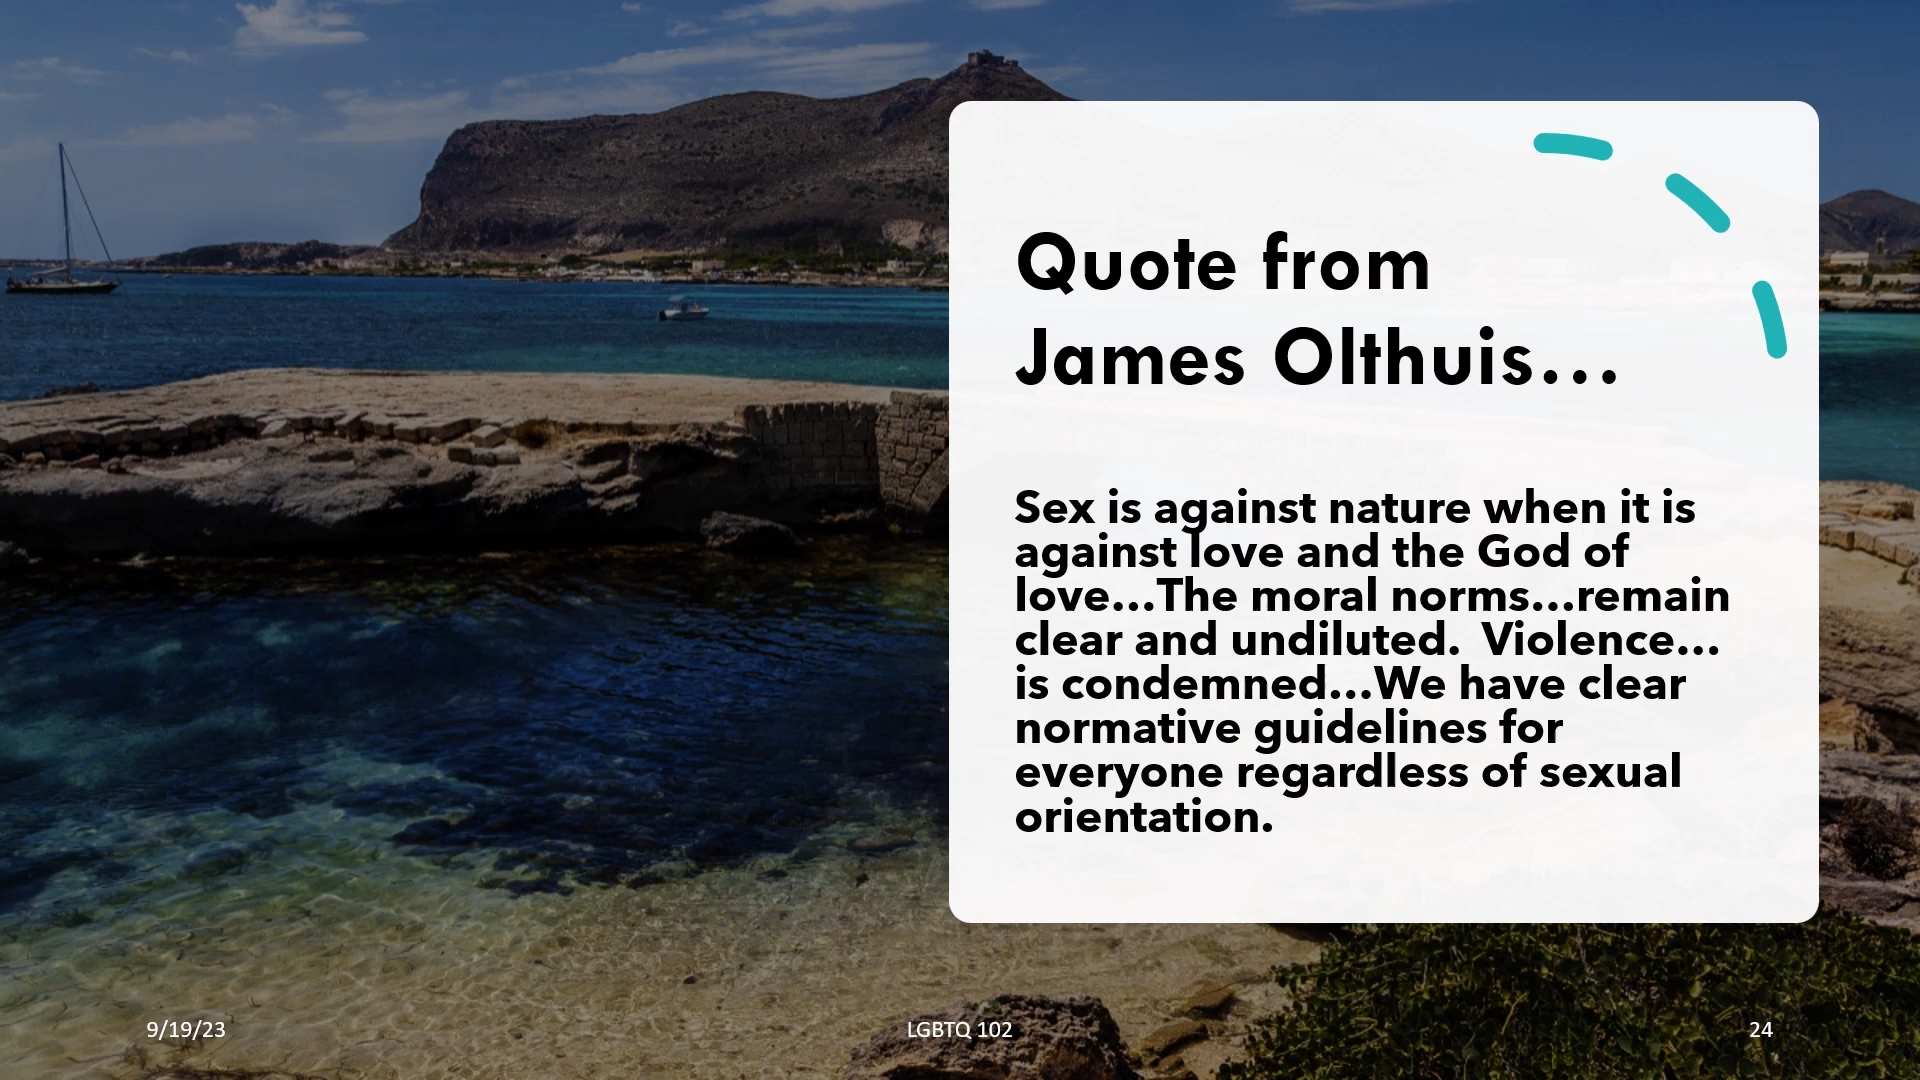 Quote from
James Olthuis…
Sex is against nature when it is
against love and the God of
love…The moral norms…remain
clear and undiluted.  Violence…
is condemned…We have clear
normative guidelines for
everyone regardless of sexual
orientation.
9/19/23
LGBTQ 102
24